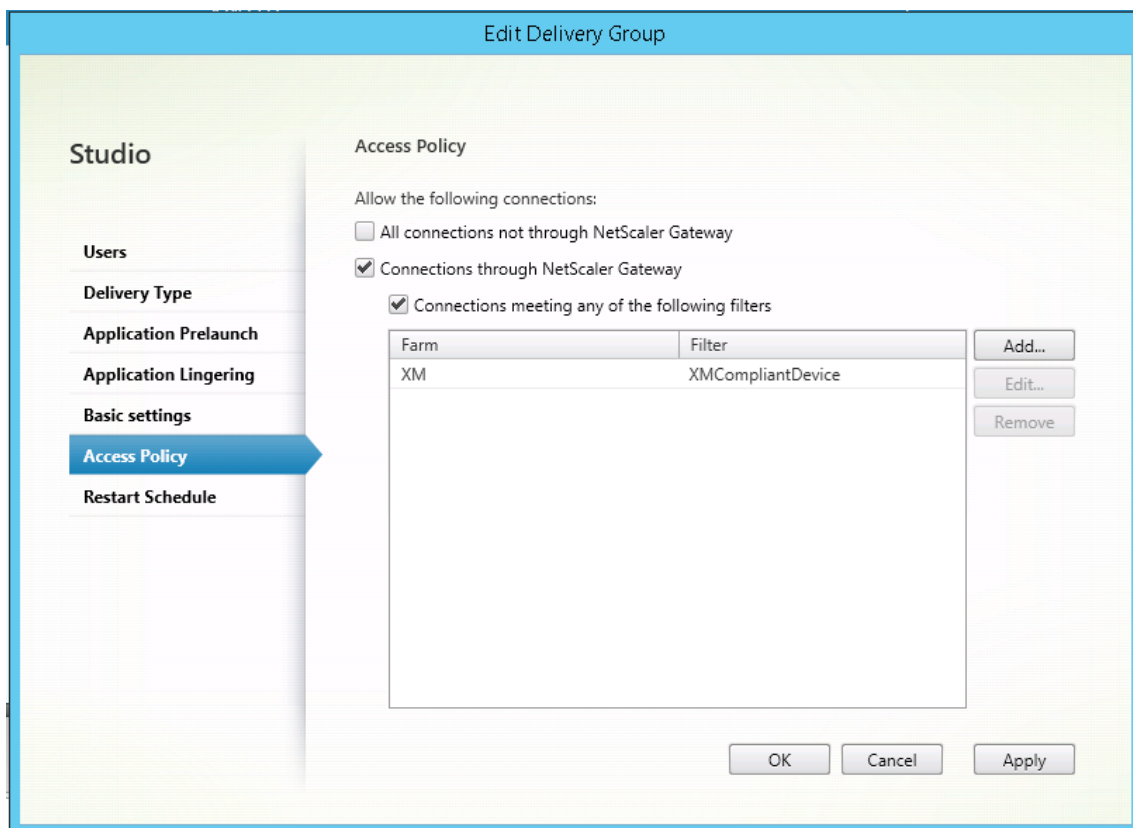 Edit Delivery Group
Studio
Users
Delivery Type
Application Prelaunch
Application Lingering
Basic settings
Access Policy
Restart Schedule
Access Policy
Allow the following connections:
All connections not through NetScaler Gateway
Connections through NetScaler Gateway
Connections meeting any of the following filters
Farm Filter
XM XMCompliantDevice
Add...
Edit...
Remove
OK Cancel Apply